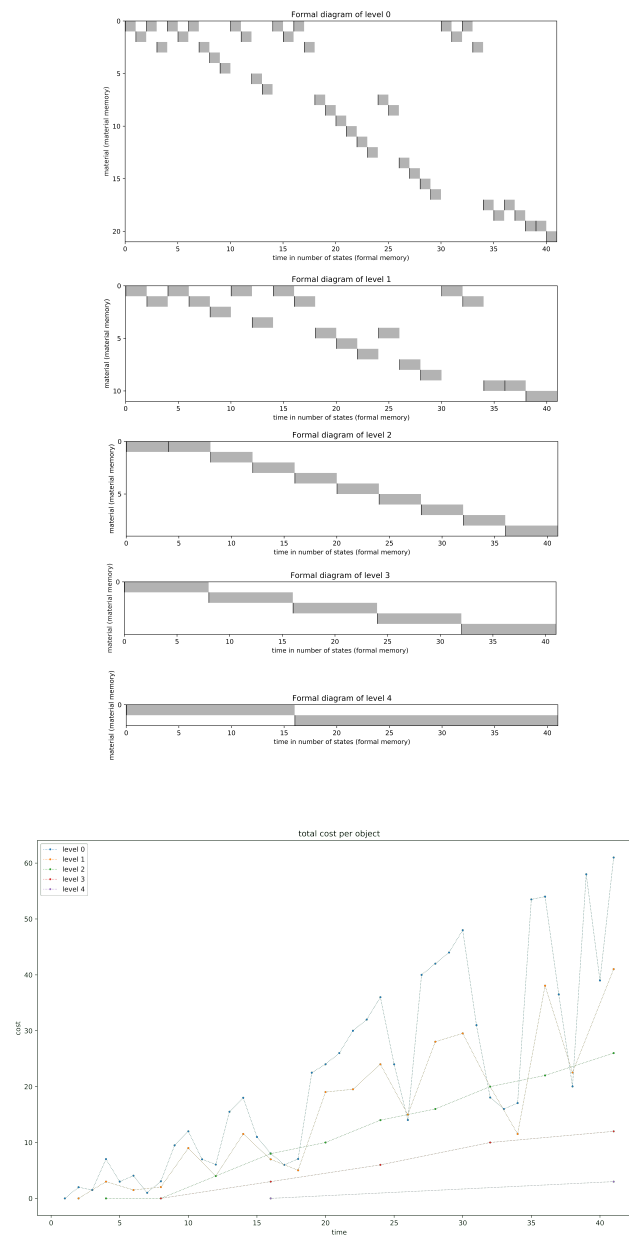 Formal diagram of level 0
material (material memory)
0
5
10
15
20
0 5 10 15 20 25 30 35 40
time in number of states (formal memory)
Formal diagram of level 1
material (material memory)
0
5
10
0 5 10 15 20 25 30 35 40
time in number of states (formal memory)
Formal diagram of level 2
material (material memory)
0
5
0 5 10 15 20 25 30 35 40
time in number of states (formal memory)
Formal diagram of level 3
material (material memory)
0
0 5 10 15 20 25 30 35 40
time in number of states (formal memory)
Formal diagram of level 4
material (material memory)
0
0 5 10 15 20 25 30 35 40
time in number of states (formal memory)
total cost per object
level 0
level 1
level 2
level 3
level 4
cost
60
50
40
30
20
10
0
0 5 10 15 20 25 30 35 40
time